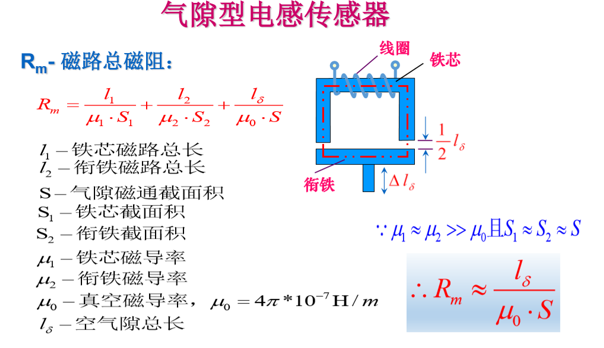 气隙型电感传感器
Rm- 磁路总磁阻：
Rm = l1/(μ1·S1) + l2/(μ2·S2) + lδ/(μ0·S)
l1 – 铁芯磁路总长
l2 – 衔铁磁路总长
S – 气隙磁通截面积
S1 – 铁芯截面积
S2 – 衔铁截面积
μ1 – 铁芯磁导率
μ2 – 衔铁磁导率
μ0 – 真空磁导率，μ0 = 4π*10⁻⁷H/m
lδ – 空气隙总长
线圈
铁芯
1/2 lδ
衔铁
Δlδ
∵ μ1 ≈ μ2 >> μ0且S1 ≈ S2 ≈ S
∴ Rm ≈ lδ/(μ0·S)